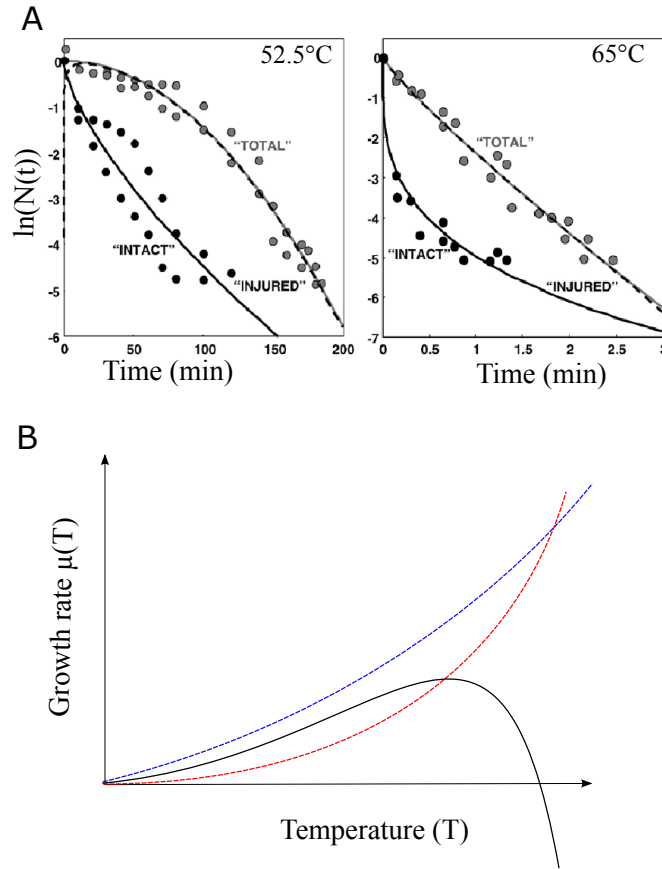 A
52.5°C
65°C
ln(N(t))
0
-1
-2
-3
-4
-5
-6
"TOTAL"
"INTACT"
"INJURED"
0
50
100
150
200
Time (min)
0
-1
-2
-3
-4
-5
-6
-7
"TOTAL"
"INTACT"
"INJURED"
0
0.5
1
1.5
2
2.5
3
Time (min)
B
Growth rate μ(T)
Temperature (T)